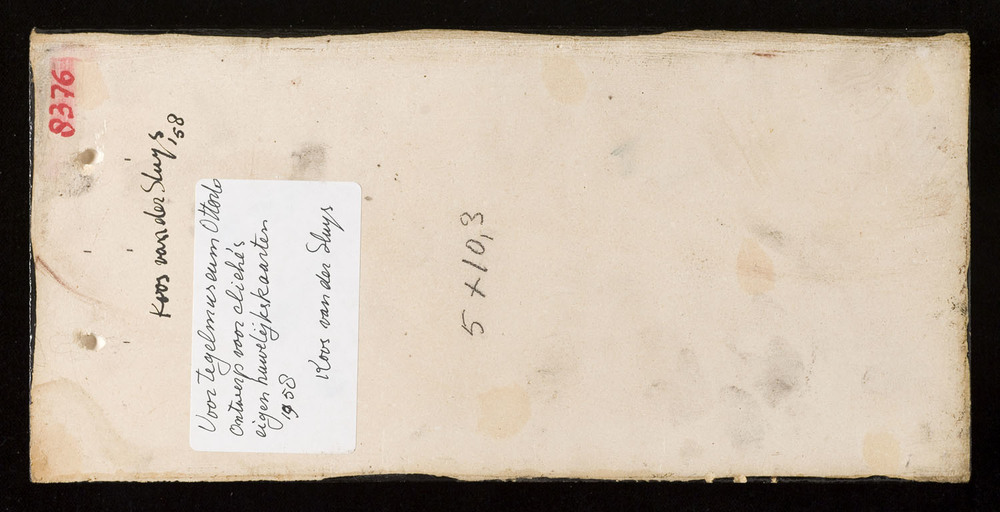 8376
Koos van der Sluys
'58
Voor tegelmuseum Otterlo
Ontwerp voor cliché's
eigen huwelijkskaarten
1958
Koos van der Sluys
5 x 10,3